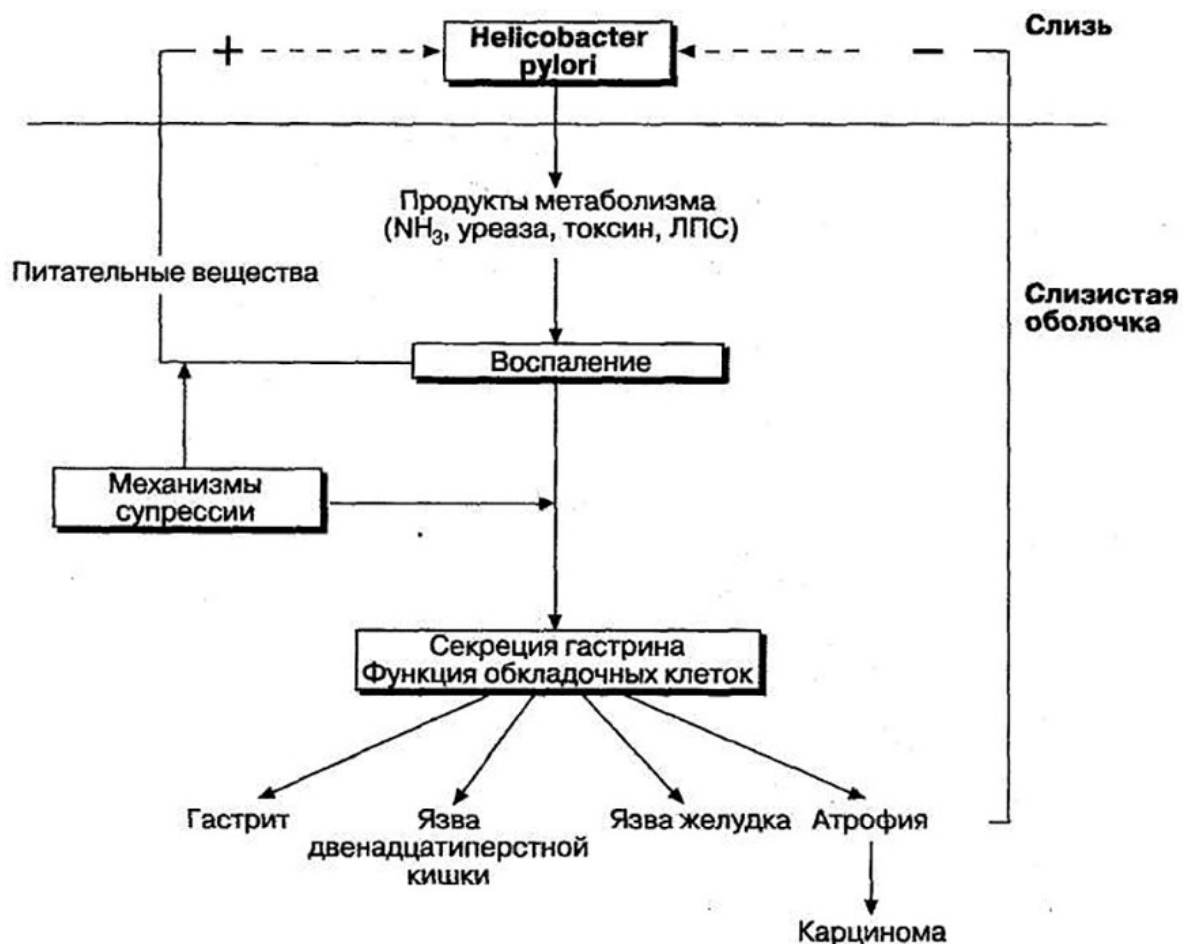 Слизь
+
Helicobacter
pylori
−
Продукты метаболизма
(NH₃, уреаза, токсин, ЛПС)
Питательные вещества
Слизистая
оболочка
Воспаление
Механизмы
супрессии
Секреция гастрина
Функция обкладочных клеток
Гастрит
Язва
двенадцатиперстной
кишки
Язва желудка
Атрофия
Карцинома